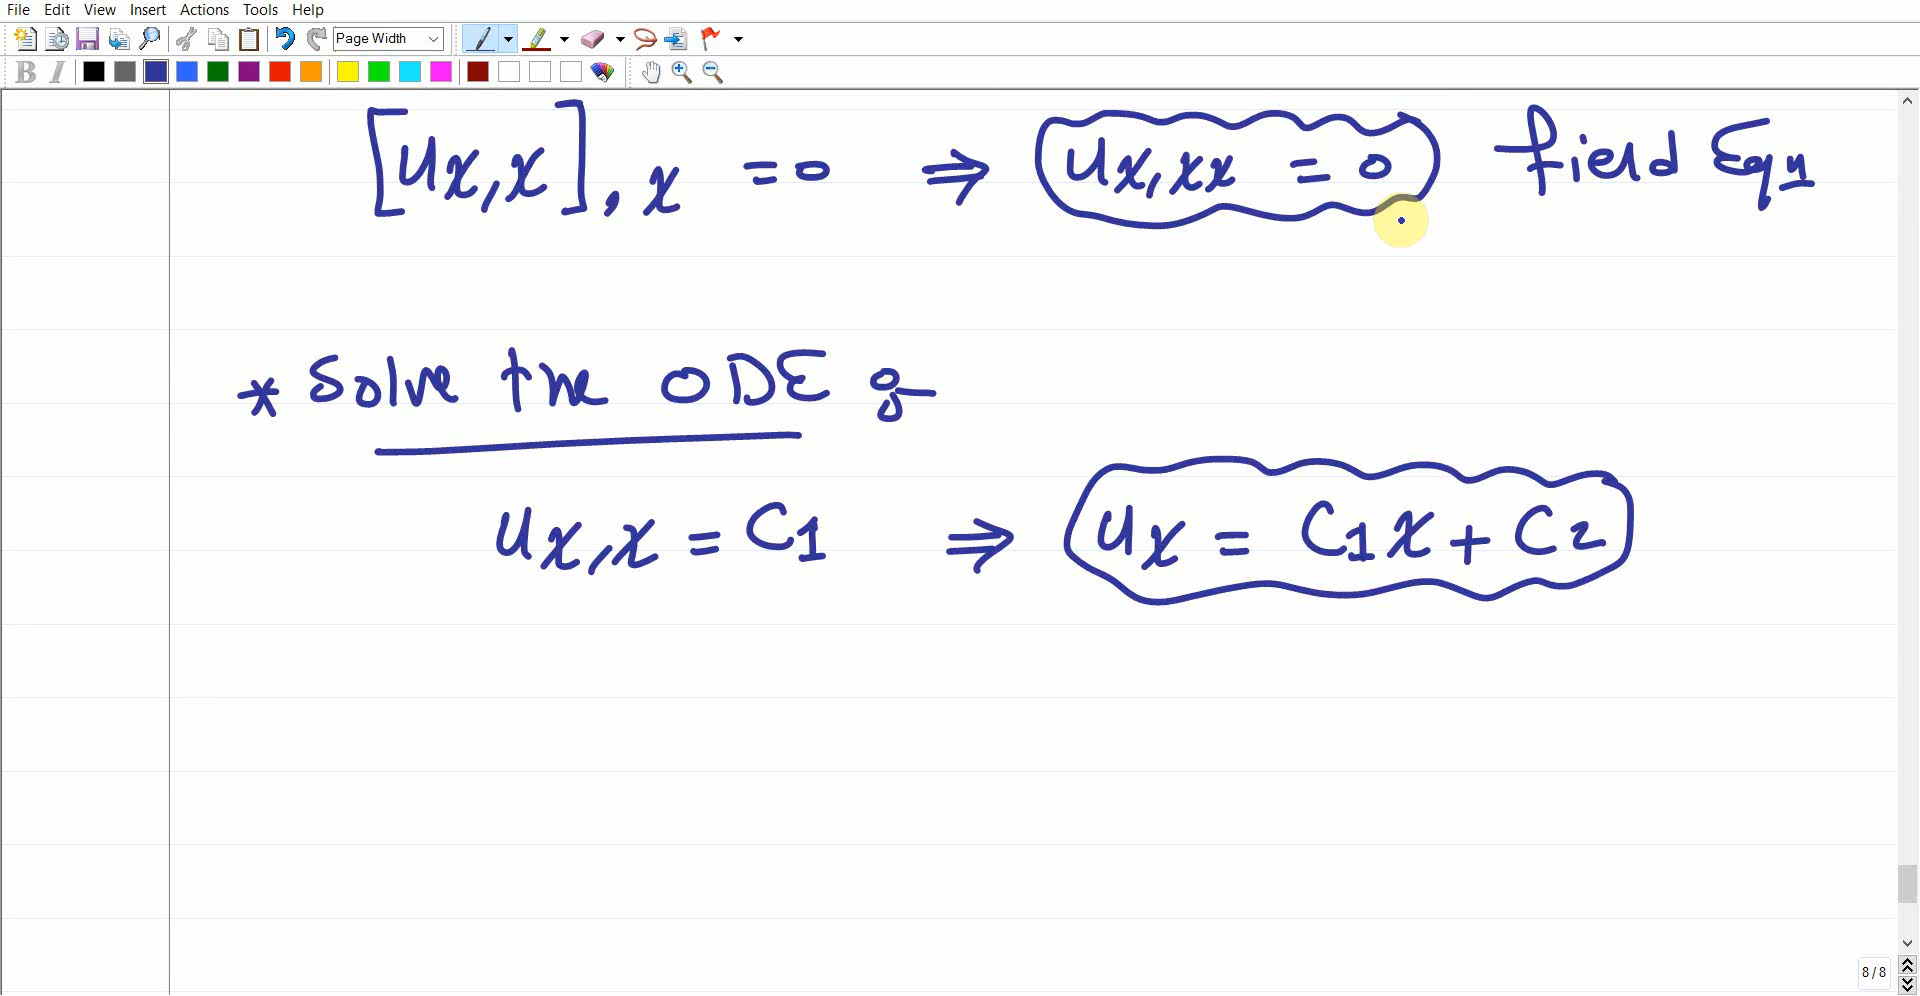 File Edit View Insert Actions Tools Help
Page Width
B I
[Ux,x],x =0 ⇒ Ux,xx = 0 field Eqn
* Solve the ODE :-
Ux,x = C1 ⇒ Ux = C1x + C2
8 / 8